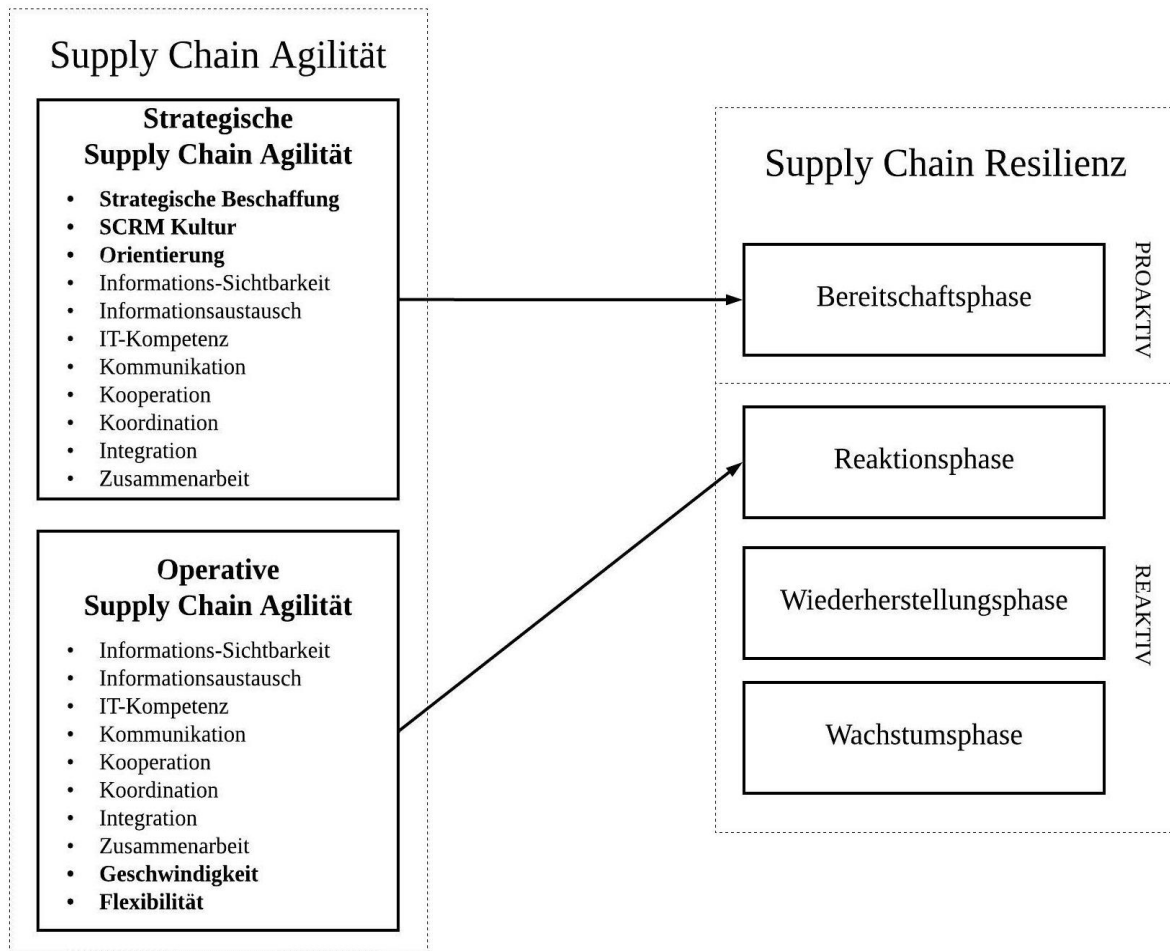 Supply Chain Agilität
Strategische
Supply Chain Agilität
• Strategische Beschaffung
• SCRM Kultur
• Orientierung
• Informations-Sichtbarkeit
• Informationsaustausch
• IT-Kompetenz
• Kommunikation
• Kooperation
• Koordination
• Integration
• Zusammenarbeit
Operative
Supply Chain Agilität
• Informations-Sichtbarkeit
• Informationsaustausch
• IT-Kompetenz
• Kommunikation
• Kooperation
• Koordination
• Integration
• Zusammenarbeit
• Geschwindigkeit
• Flexibilität
Supply Chain Resilienz
Bereitschaftsphase
PROAKTIV
Reaktionsphase
Wiederherstellungsphase
Wachstumsphase
REAKTIV